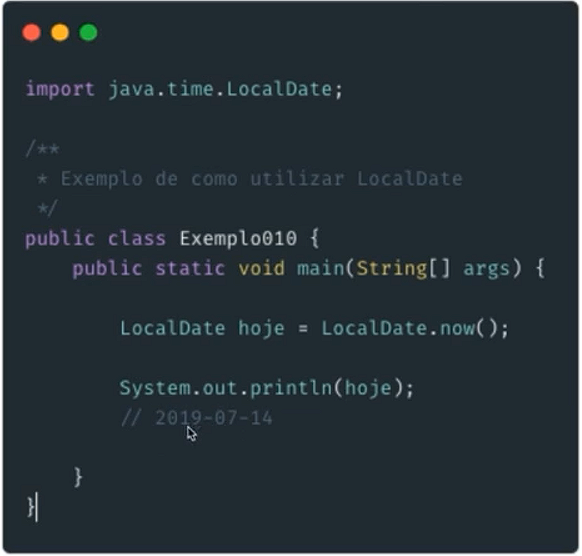 import java.time.LocalDate;
/**
 * Exemplo de como utilizar LocalDate
 */
public class Exemplo010 {
    public static void main(String[] args) {
        LocalDate hoje = LocalDate.now();
        System.out.println(hoje);
        // 2019-07-14
    }
}